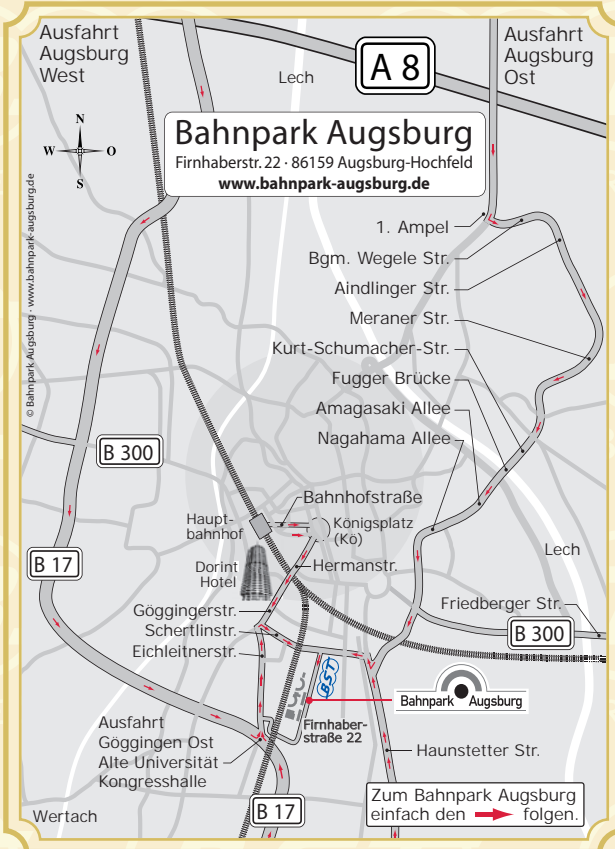 Ausfahrt
Augsburg
West
Lech
A 8
Ausfahrt
Augsburg
Ost
N
W
O
S
Bahnpark Augsburg
Firnhaberstr. 22 · 86159 Augsburg-Hochfeld
www.bahnpark-augsburg.de
© Bahnpark Augsburg · www.bahnpark-augsburg.de
1. Ampel
Bgm. Wegele Str.
Aindlinger Str.
Meraner Str.
Kurt-Schumacher-Str.
Fugger Brücke
Amagasaki Allee
Nagahama Allee
B 300
Bahnhofstraße
Haupt-
bahnhof
Königsplatz
(Kö)
Lech
B 17
Dorint
Hotel
Hermanstr.
Göggingerstr.
Schertlinstr.
Eichleitnerstr.
Friedberger Str.
B 300
BST
Bahnpark Augsburg
Firnhaber-
straße 22
Ausfahrt
Göggingen Ost
Alte Universität
Kongresshalle
Haunstetter Str.
Wertach
B 17
Zum Bahnpark Augsburg
einfach den folgen.